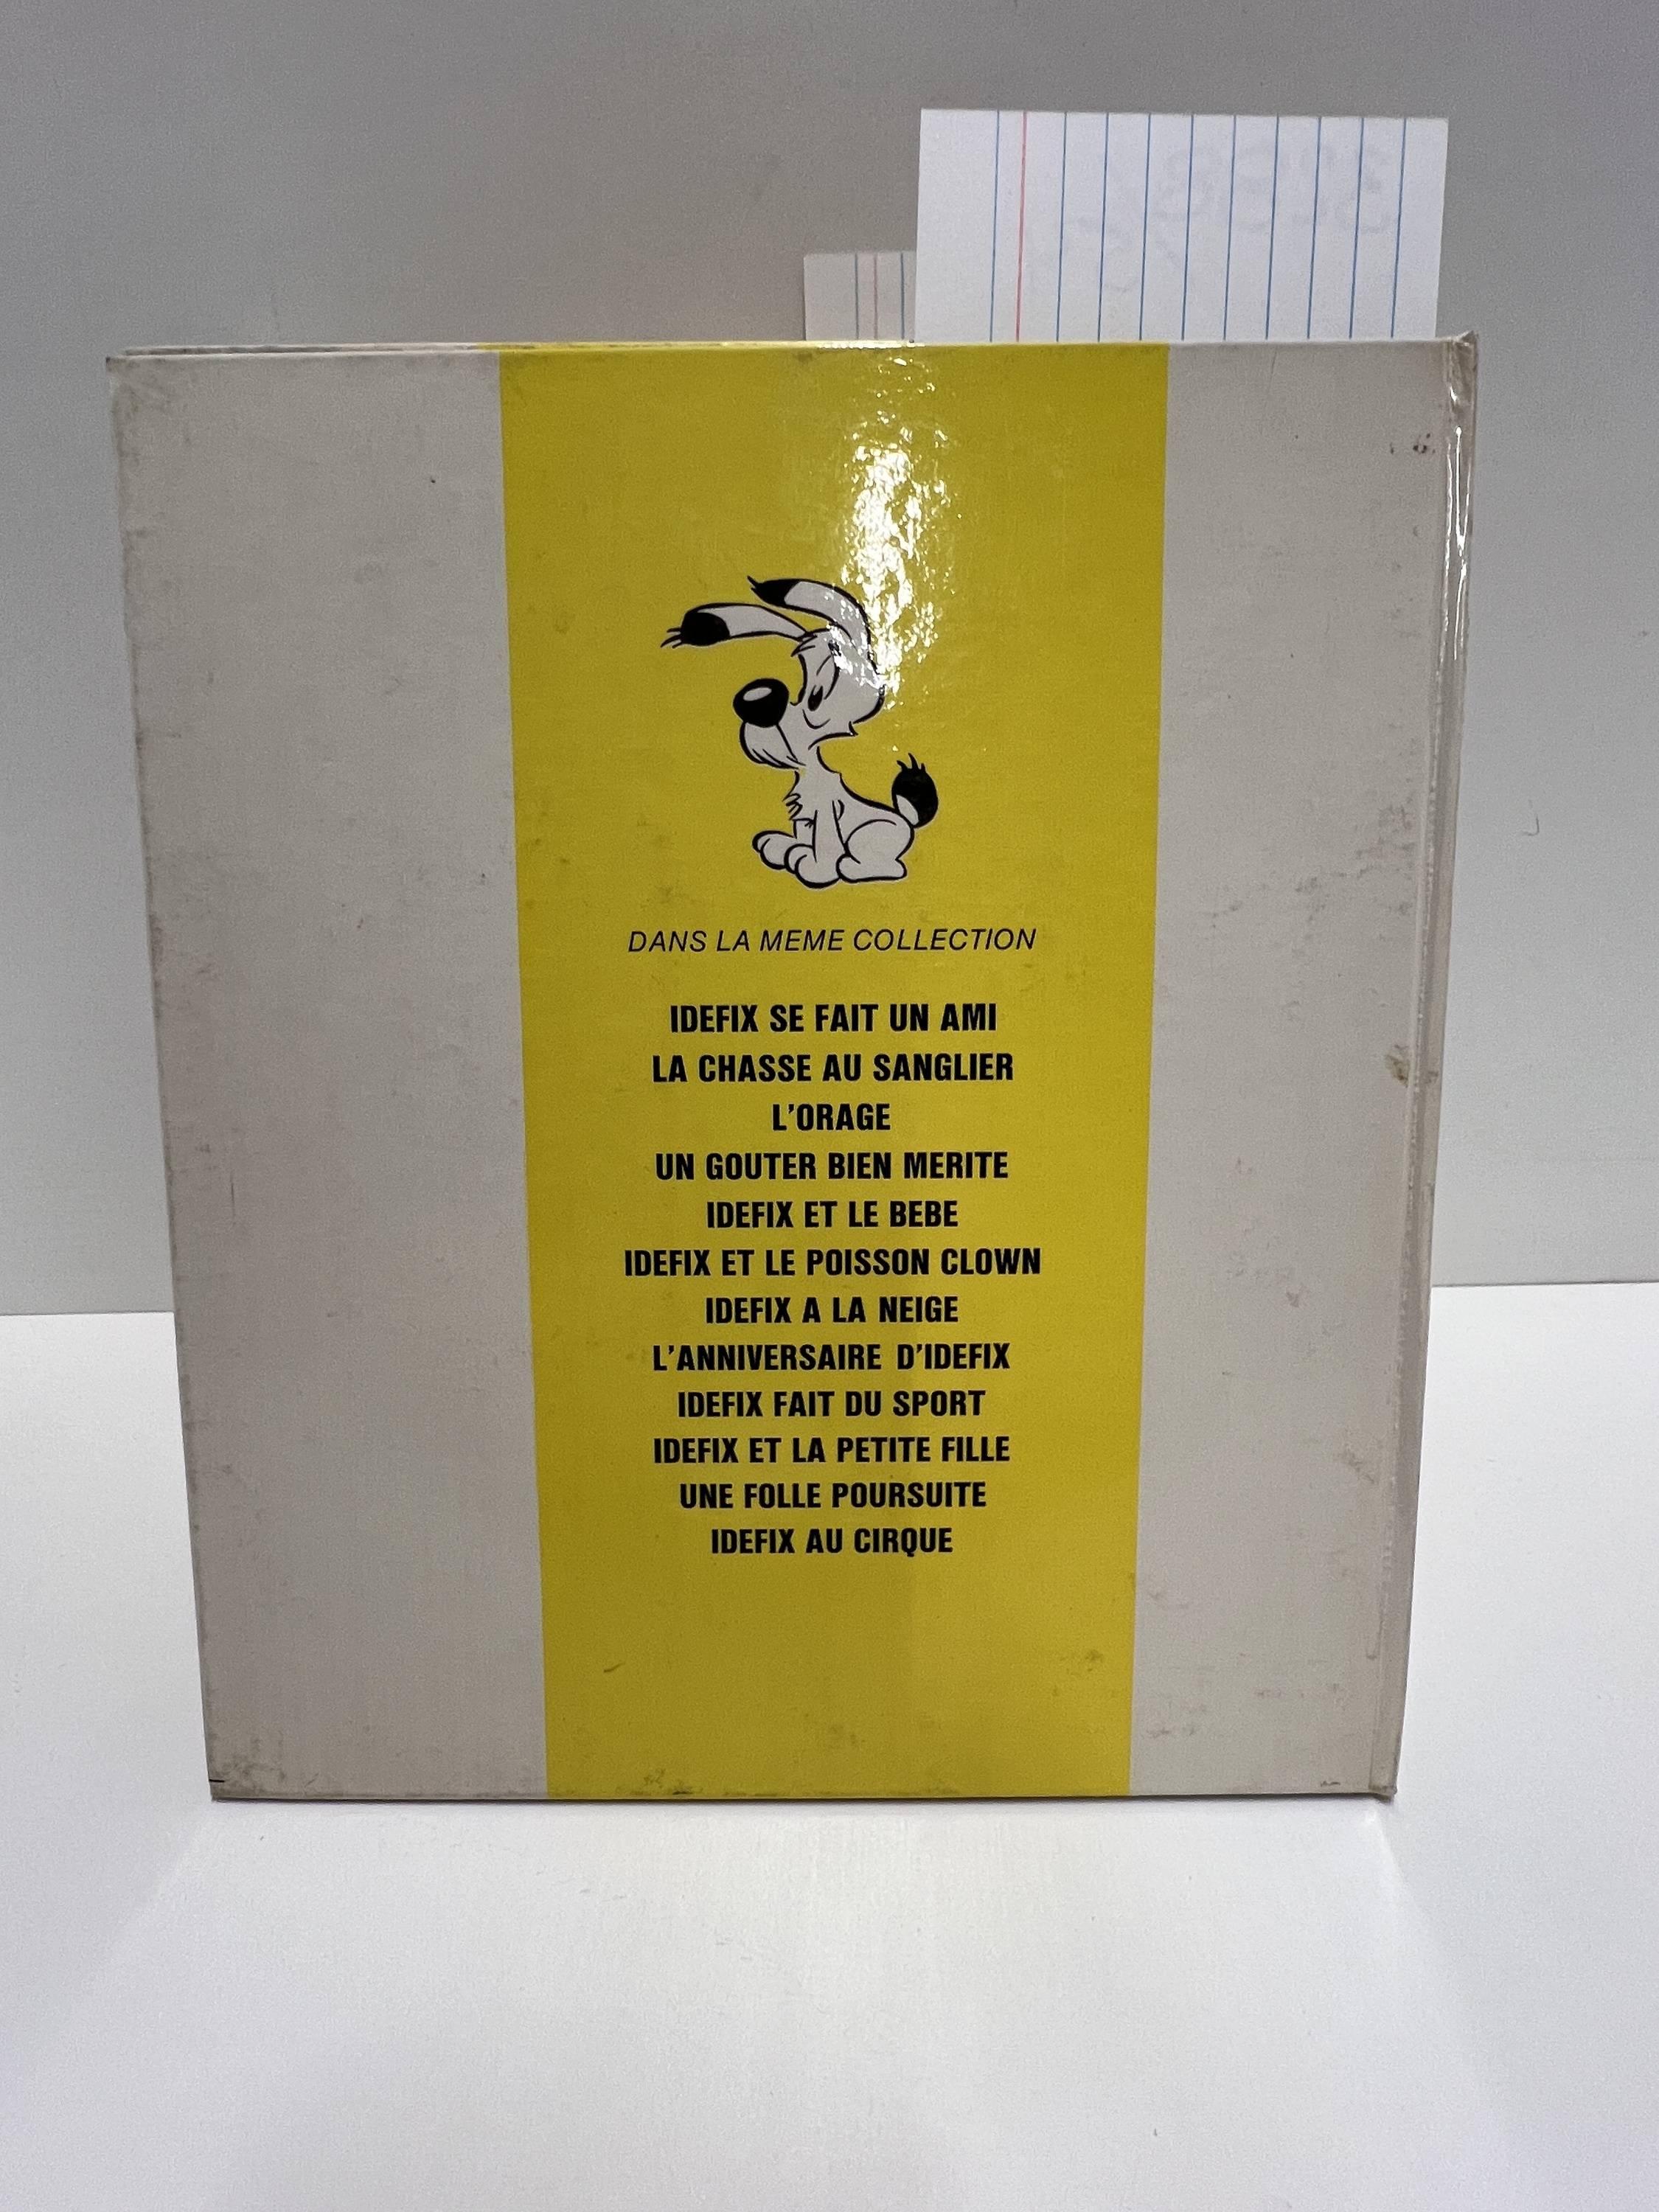 DANS LA MEME COLLECTION
IDEFIX SE FAIT UN AMI
LA CHASSE AU SANGLIER
L'ORAGE
UN GOUTER BIEN MERITE
IDEFIX ET LE BEBE
IDEFIX ET LE POISSON CLOWN
IDEFIX A LA NEIGE
L'ANNIVERSAIRE D'IDEFIX
IDEFIX FAIT DU SPORT
IDEFIX ET LA PETITE FILLE
UNE FOLLE POURSUITE
IDEFIX AU CIRQUE